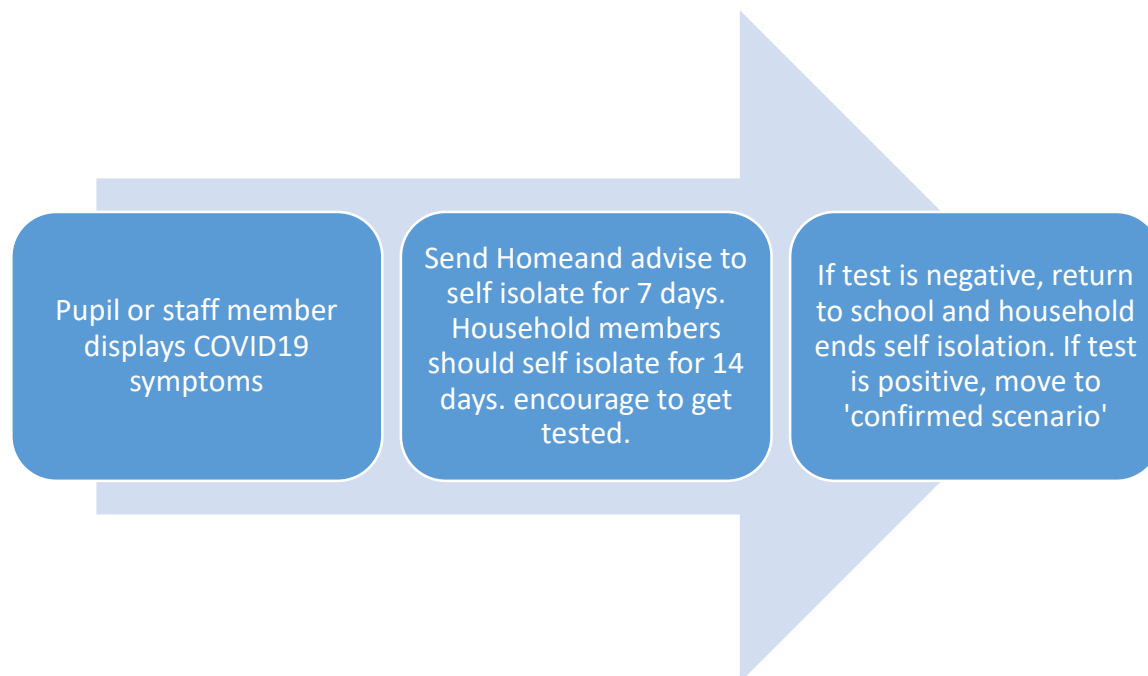 Pupil or staff member
displays COVID19
symptoms
Send Homeand advise to
self isolate for 7 days.
Household members
should self isolate for 14
days. encourage to get
tested.
If test is negative, return
to school and household
ends self isolation. If test
is positive, move to
'confirmed scenario'